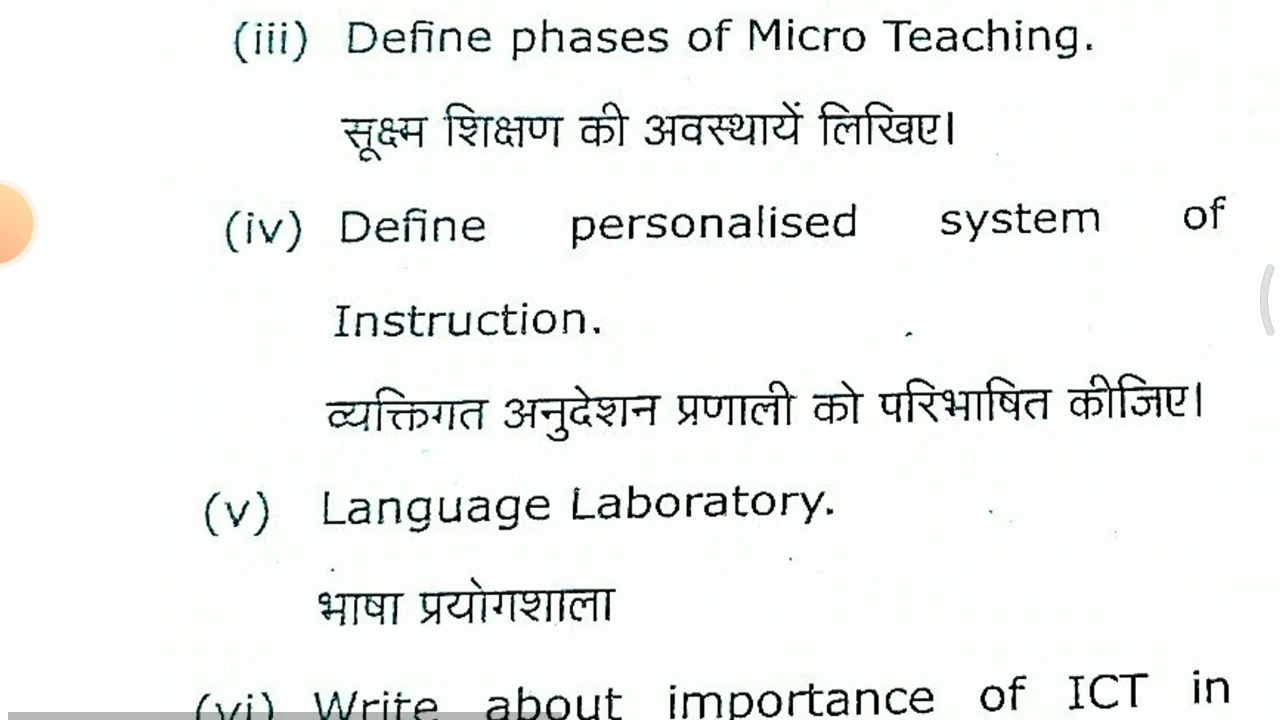 (iii) Define phases of Micro Teaching.
सूक्ष्म शिक्षण की अवस्थायें लिखिए।
(iv) Define personalised system of
Instruction.
व्यक्तिगत अनुदेशन प्रणाली को परिभाषित कीजिए।
(v) Language Laboratory.
भाषा प्रयोगशाला
(vi) Write about importance of ICT in